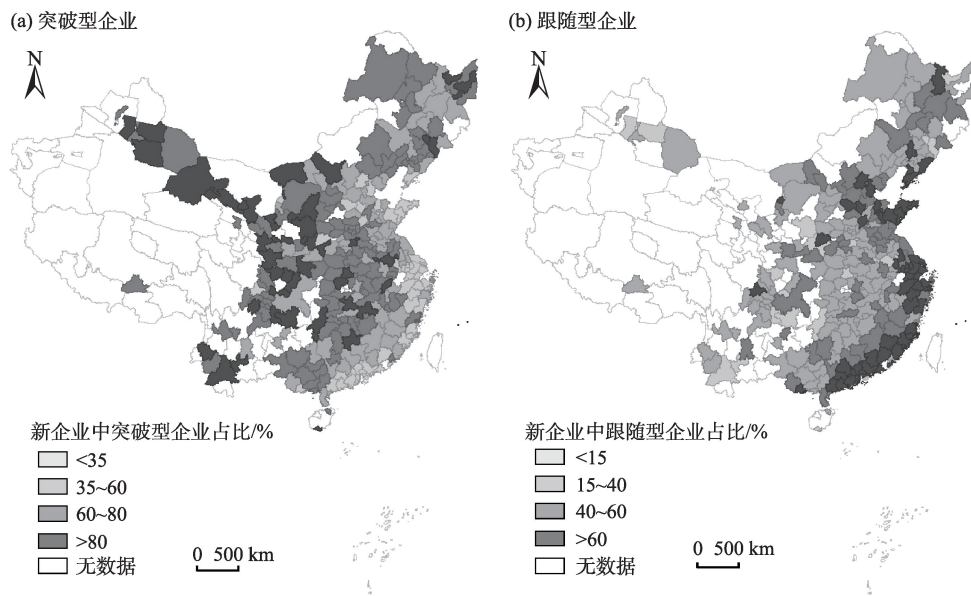 (a) 突破型企业
N
新企业中突破型企业占比/%
<35
35~60
60~80
>80
无数据
0 500 km
(b) 跟随型企业
N
新企业中跟随型企业占比/%
<15
15~40
40~60
>60
无数据
0 500 km